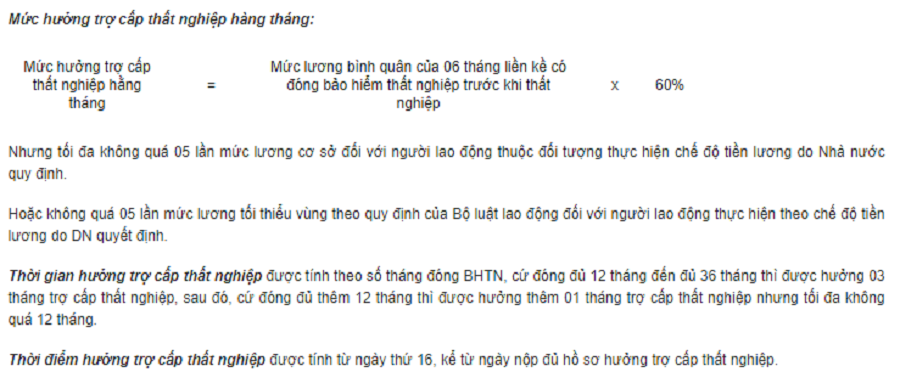 Mức hưởng trợ cấp thất nghiệp hàng tháng:
Mức hưởng trợ cấp
thất nghiệp hằng
tháng
=
Mức lương bình quân của 06 tháng liền kề có
đóng bảo hiểm thất nghiệp trước khi thất
nghiệp
x
60%
Nhưng tối đa không quá 05 lần mức lương cơ sở đối với người lao động thuộc đối tượng thực hiện chế độ tiền lương do Nhà nước
quy định.
Hoặc không quá 05 lần mức lương tối thiểu vùng theo quy định của Bộ luật lao động đối với người lao động thực hiện theo chế độ tiền
lương do DN quyết định.
Thời gian hưởng trợ cấp thất nghiệp được tính theo số tháng đóng BHTN, cứ đóng đủ 12 tháng đến đủ 36 tháng thì được hưởng 03
tháng trợ cấp thất nghiệp, sau đó, cứ đóng đủ thêm 12 tháng thì được hưởng thêm 01 tháng trợ cấp thất nghiệp nhưng tối đa không
quá 12 tháng.
Thời điểm hưởng trợ cấp thất nghiệp được tính từ ngày thứ 16, kể từ ngày nộp đủ hồ sơ hưởng trợ cấp thất nghiệp.